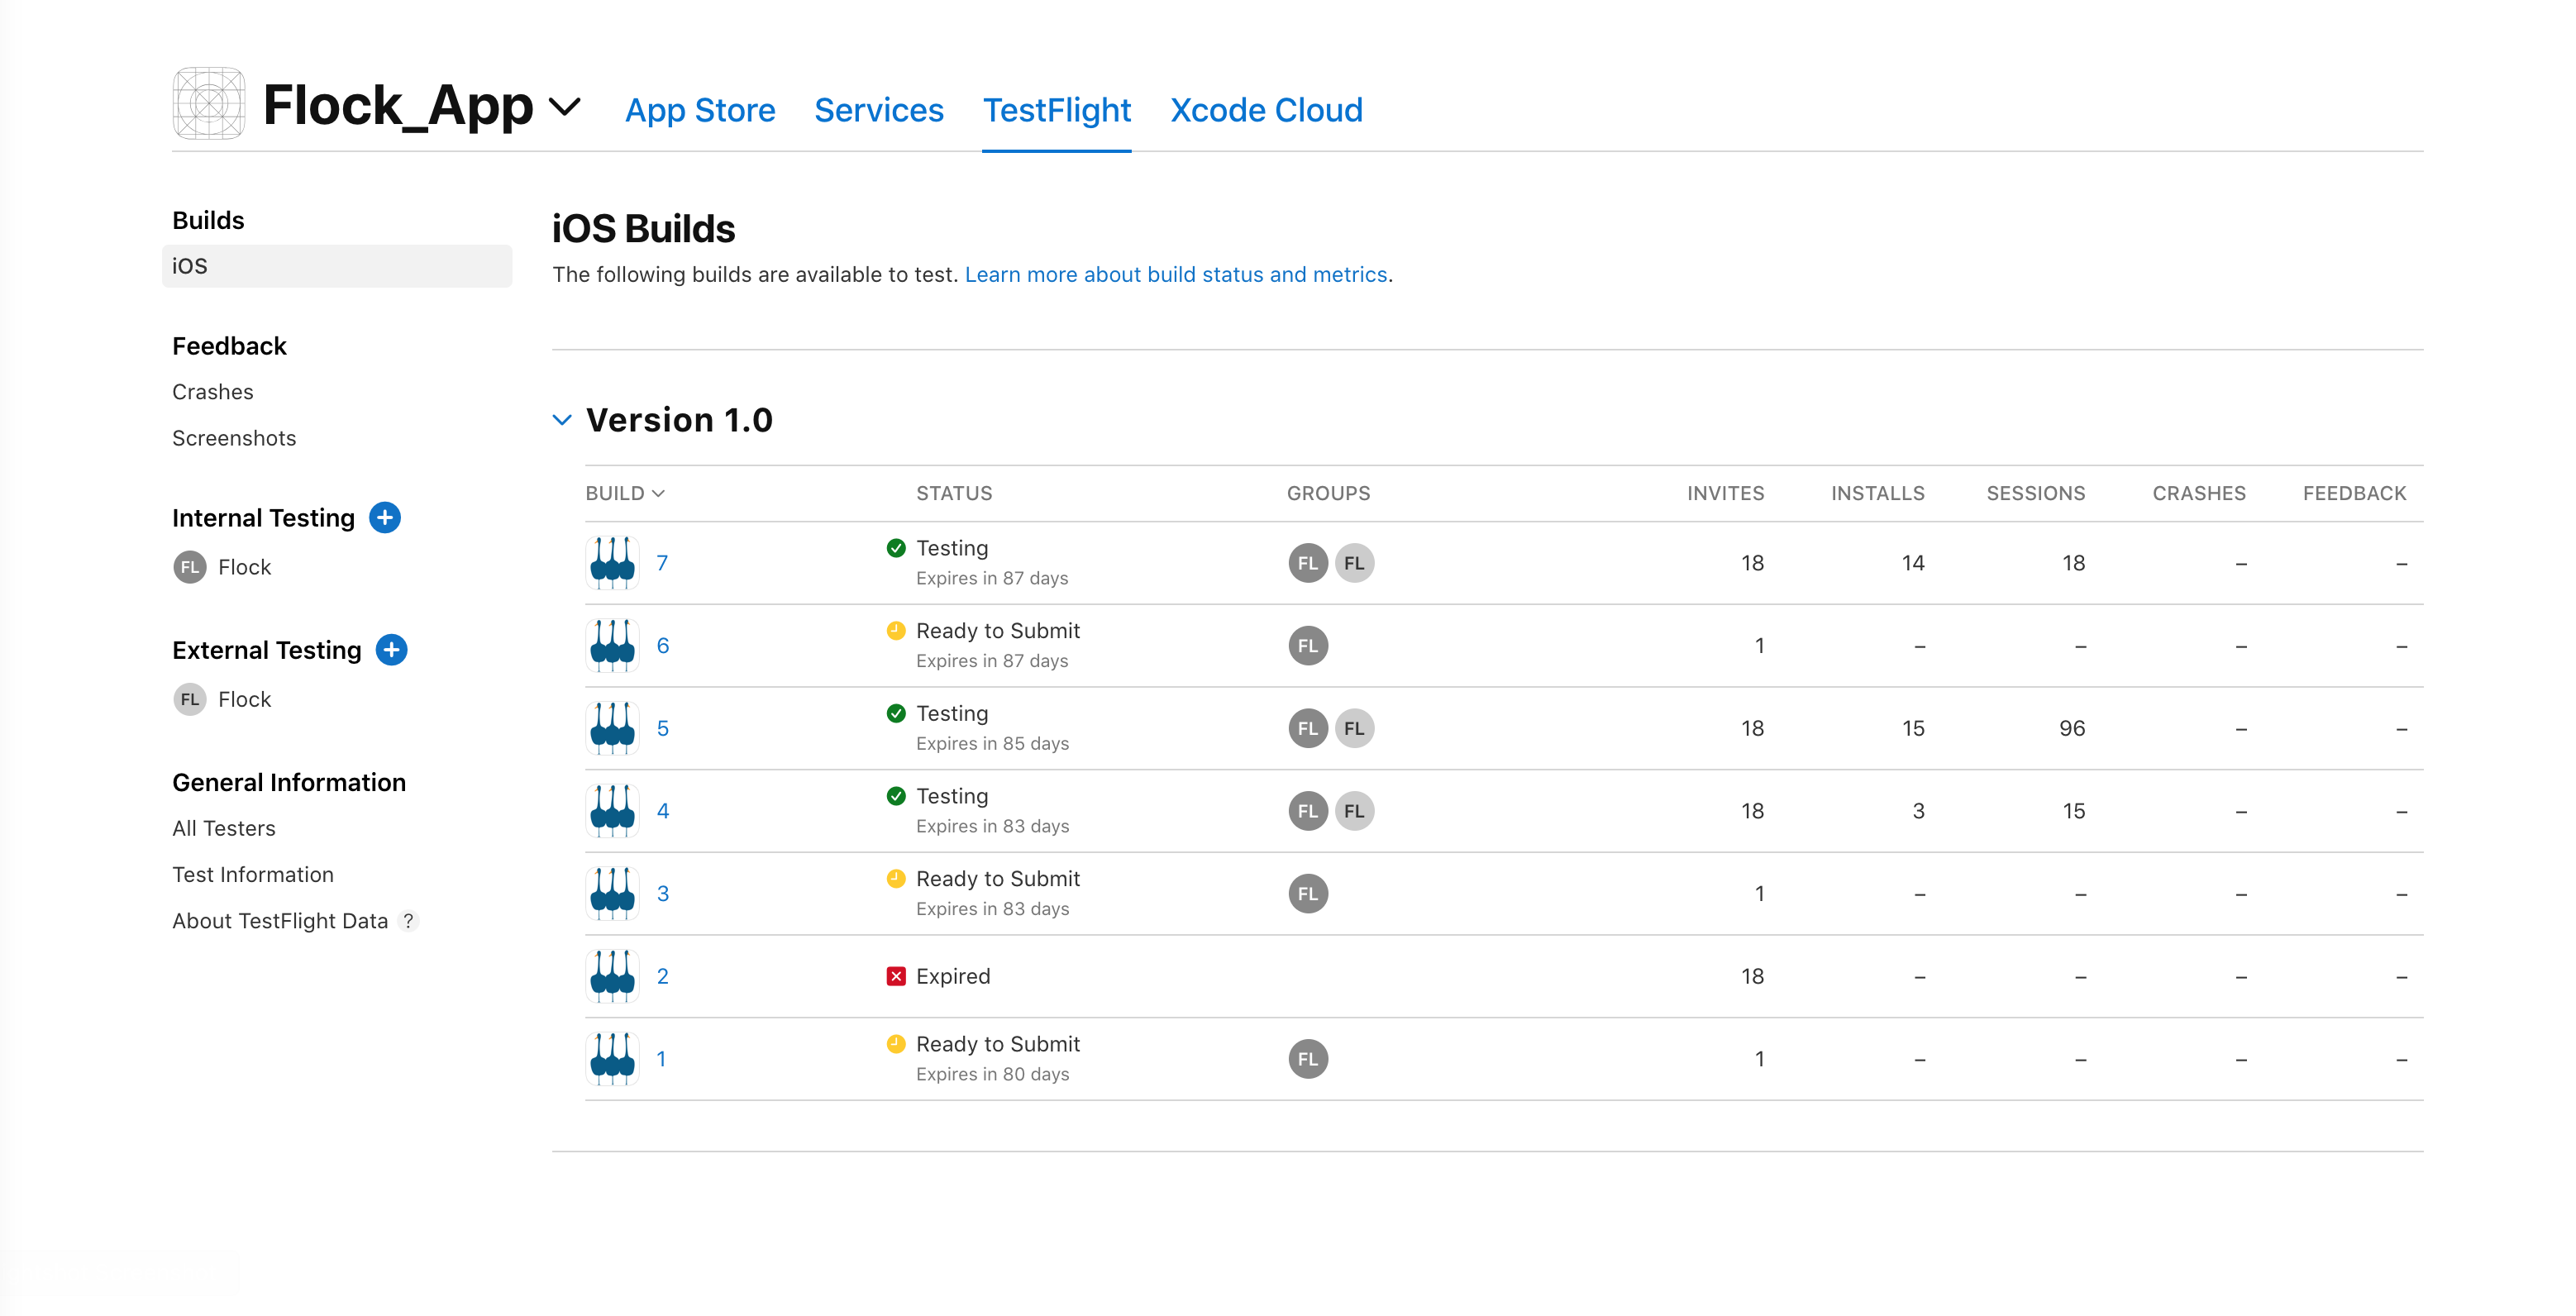 Flock_App App Store Services TestFlight Xcode Cloud
Builds
iOS
Feedback
Crashes
Screenshots
Internal Testing
FL Flock
External Testing
FL Flock
General Information
All Testers
Test Information
About TestFlight Data ?
iOS Builds
The following builds are available to test. Learn more about build status and metrics.
Version 1.0
BUILD STATUS GROUPS INVITES INSTALLS SESSIONS CRASHES FEEDBACK
7 Testing FL FL 18 14 18 – –
Expires in 87 days
6 Ready to Submit FL 1 – – – –
Expires in 87 days
5 Testing FL FL 18 15 96 – –
Expires in 85 days
4 Testing FL FL 18 3 15 – –
Expires in 83 days
3 Ready to Submit FL 1 – – – –
Expires in 83 days
2 Expired 18 – – – –
1 Ready to Submit FL 1 – – – –
Expires in 80 days